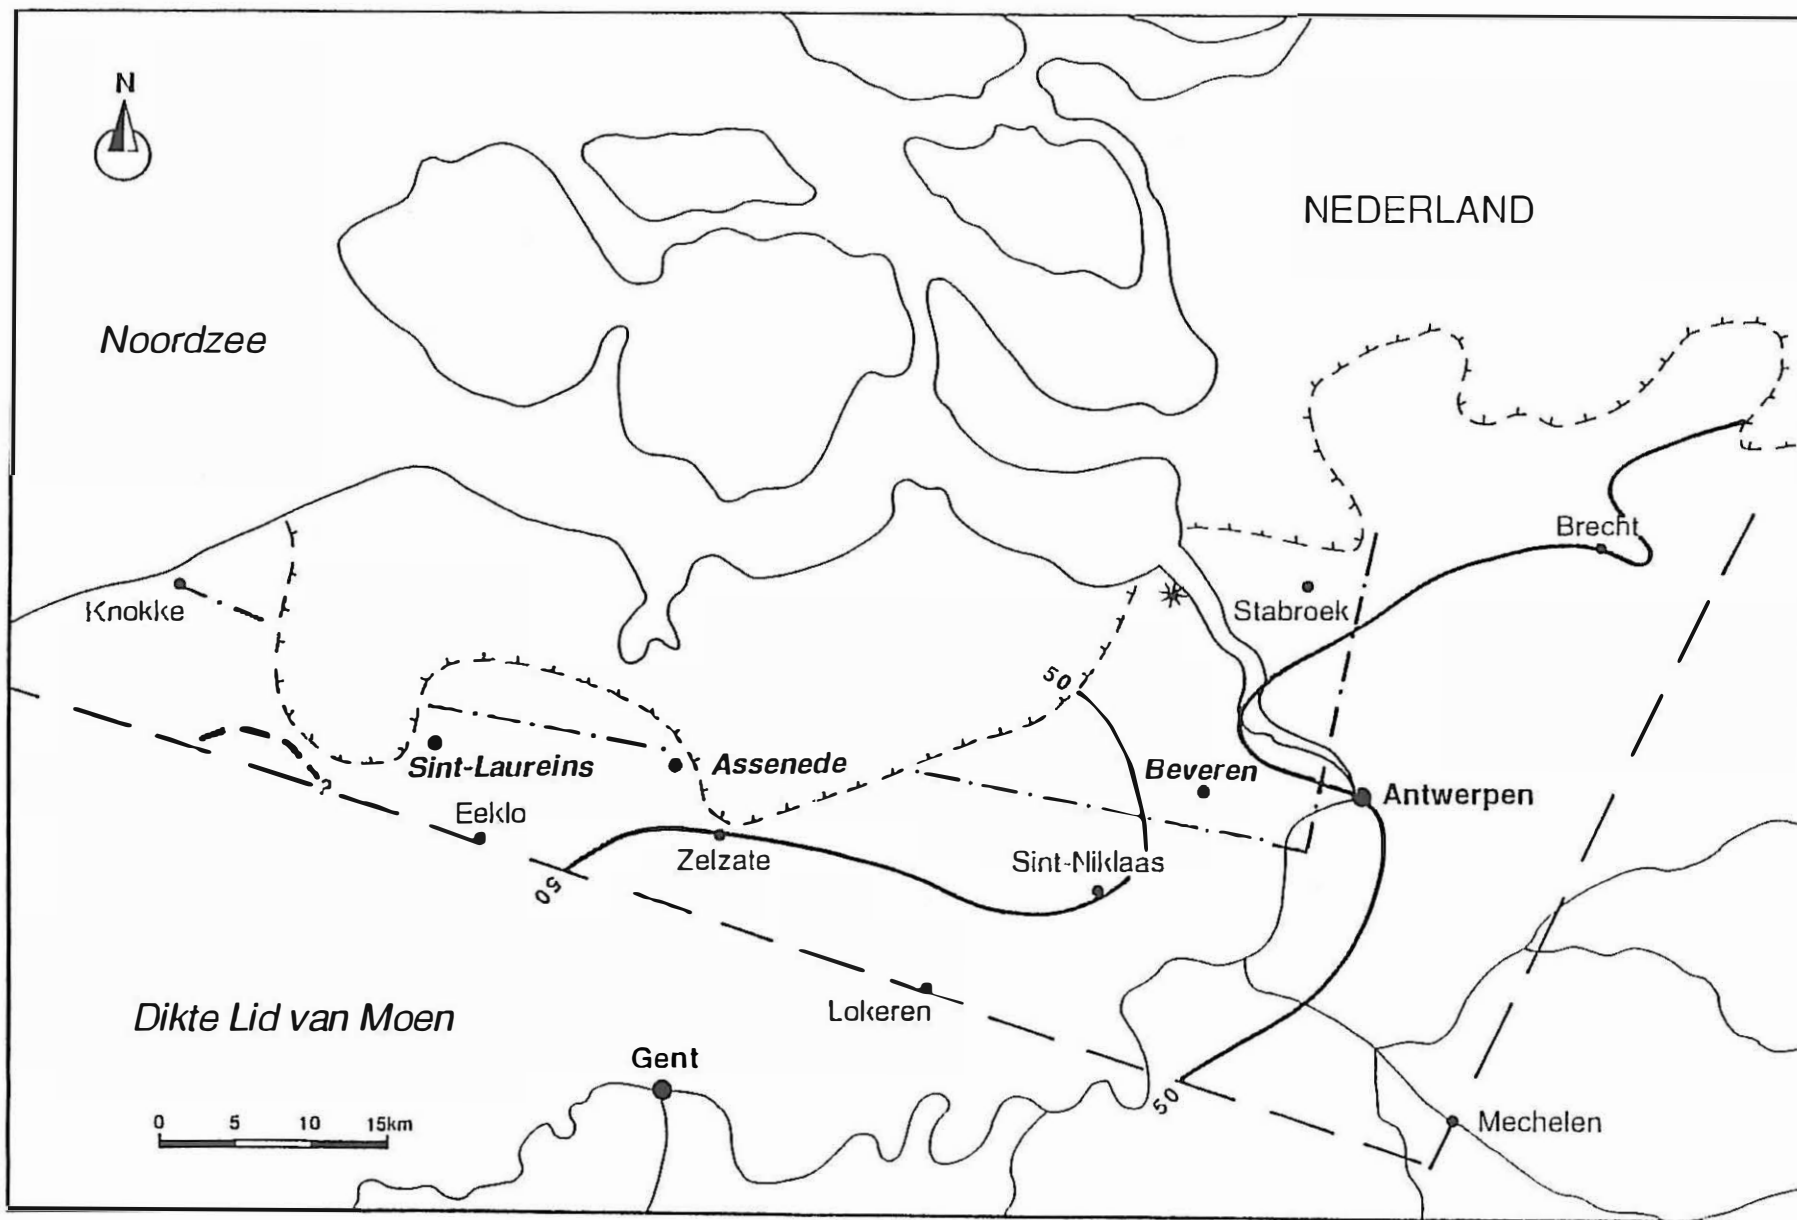 N
NEDERLAND
Noordzee
Brecht
Stabroek
Knokke
50
Sint-Laureins
Assenede
Beveren
Antwerpen
?
Eeklo
Zelzate
Sint-Niklaas
50
Lokeren
Dikte Lid van Moen
Gent
50
Mechelen
0 5 10 15km